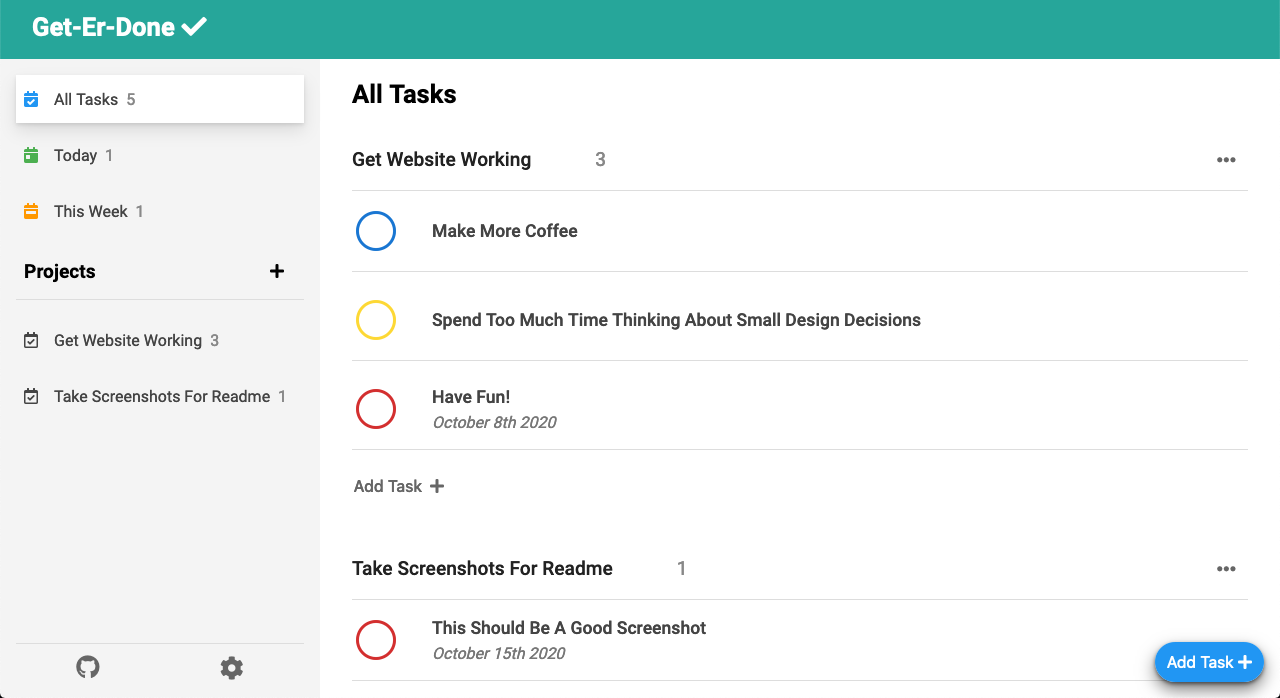 Get-Er-Done
All Tasks 5
Today 1
This Week 1
Projects
Get Website Working 3
Take Screenshots For Readme 1
All Tasks
Get Website Working 3
Make More Coffee
Spend Too Much Time Thinking About Small Design Decisions
Have Fun!
October 8th 2020
Add Task
Take Screenshots For Readme 1
This Should Be A Good Screenshot
October 15th 2020
Add Task